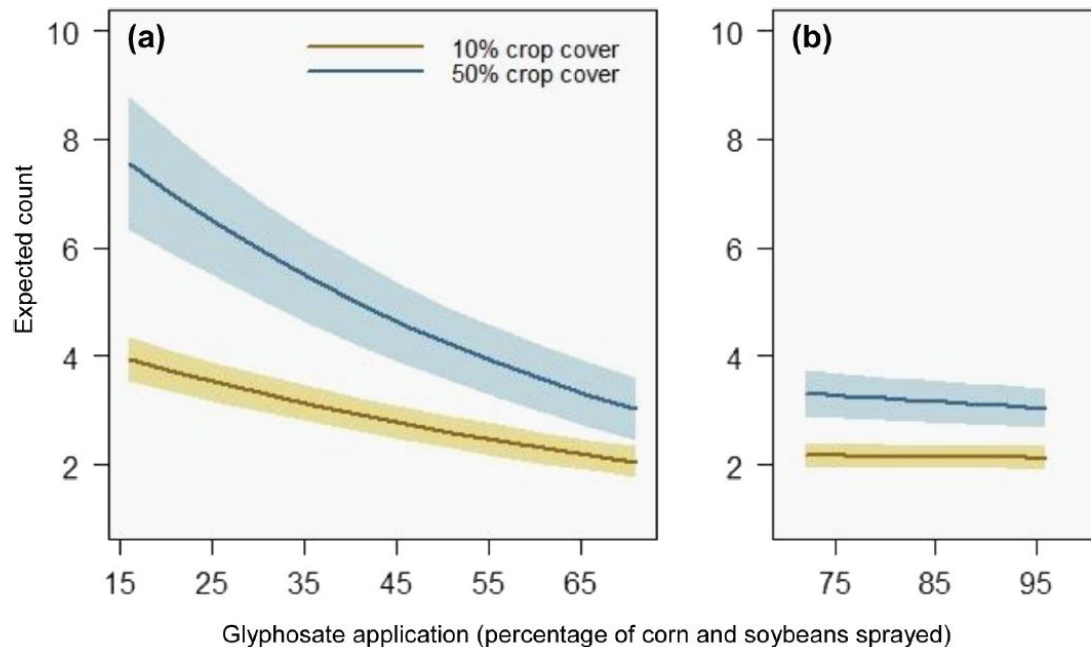 (a)
10% crop cover
50% crop cover
10
8
6
4
2
Expected count
15 25 35 45 55 65
(b)
10
8
6
4
2
75 85 95
Glyphosate application (percentage of corn and soybeans sprayed)